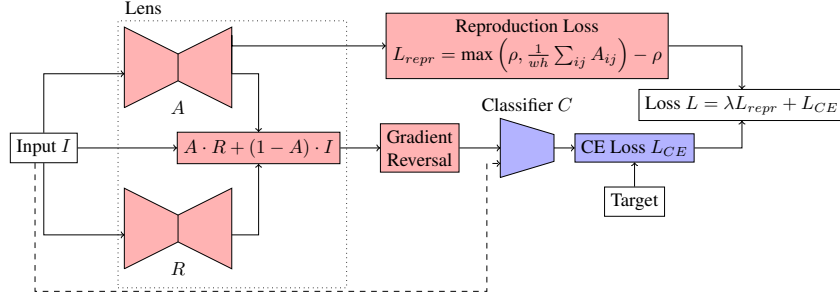 Lens
Reproduction Loss
L_{repr} = max(ρ, \frac{1}{wh} ∑_{ij} A_{ij}) − ρ
A
Classifier C
Loss L = λL_{repr} + L_{CE}
Input I
A · R + (1 − A) · I
Gradient
Reversal
CE Loss L_{CE}
Target
R